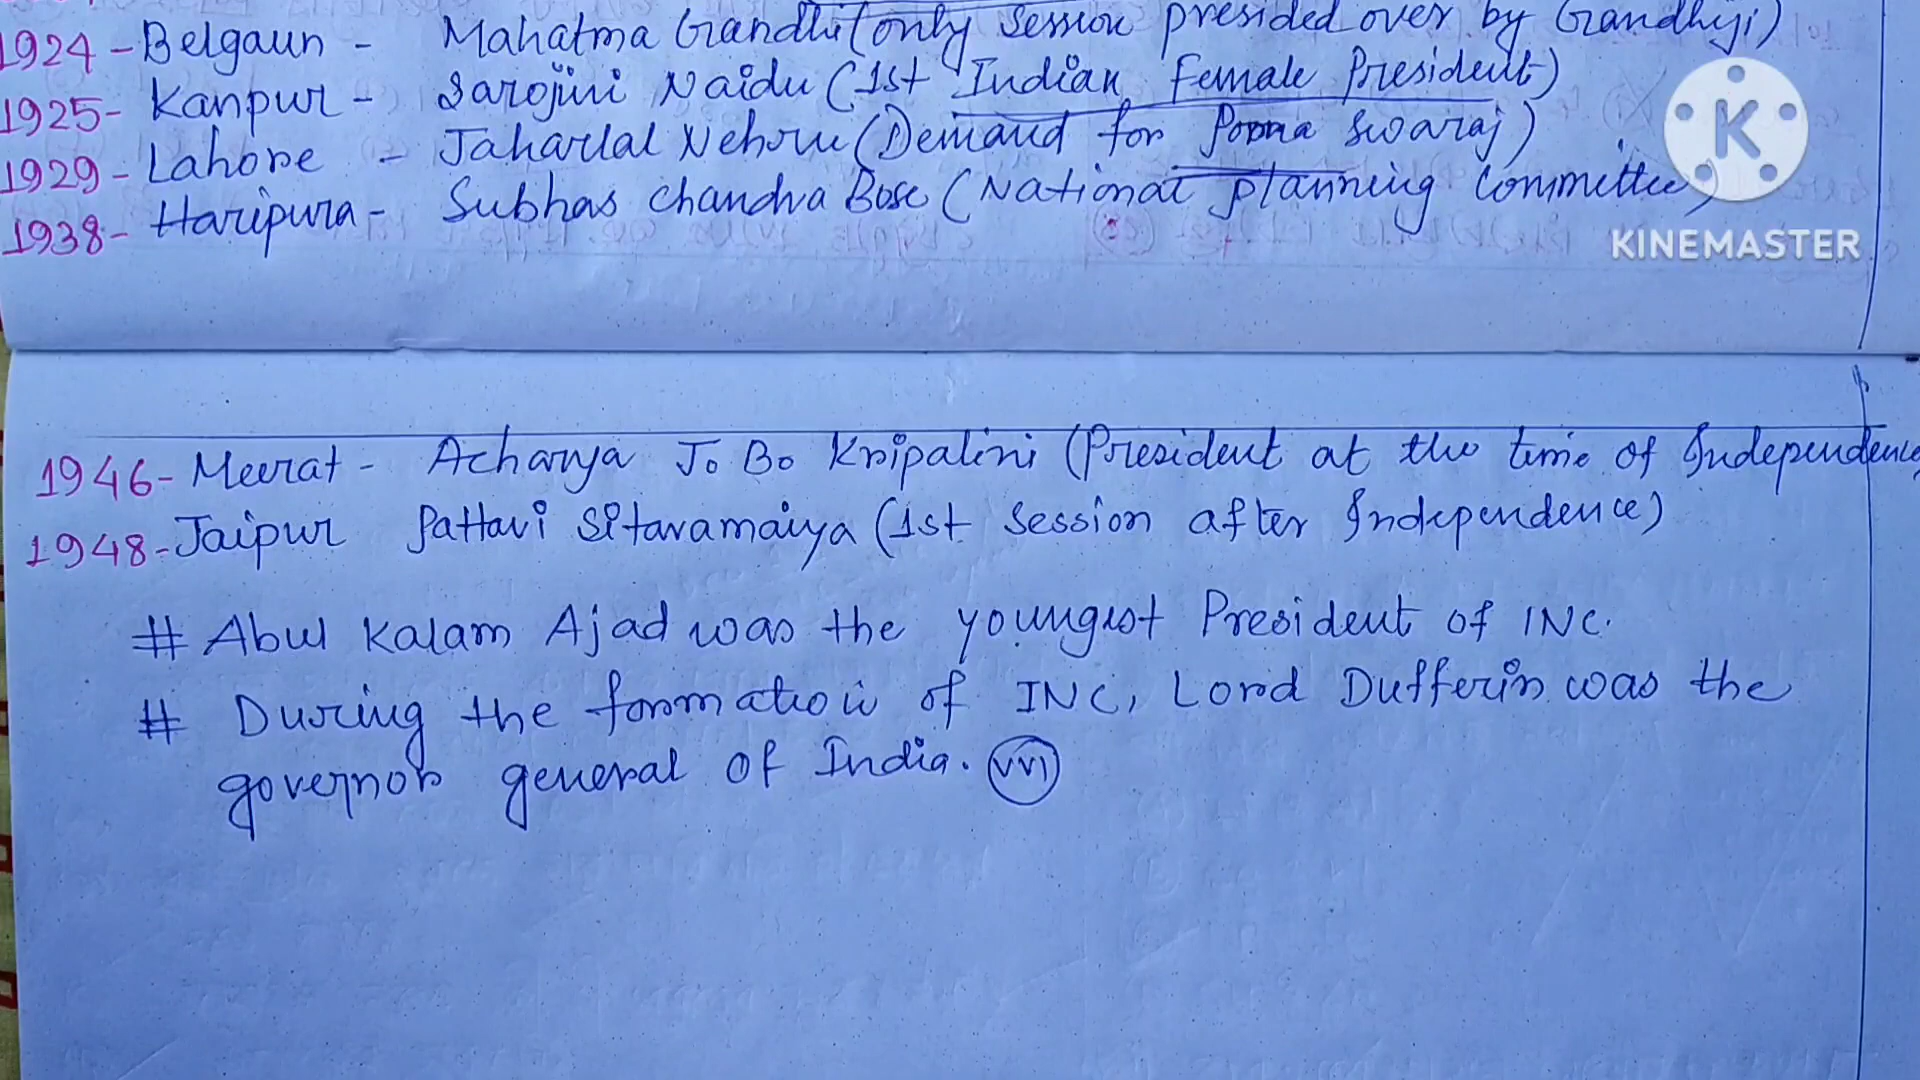 1924 - Belgaun - Mahatma Gandhi (only session presided over by Gandhiji)
1925 - Kanpur - Sarojini Naidu (1st Indian Female President)
1929 - Lahore - Jaharlal Nehru (Demand for Poorna Swaraj)
1938 - Haripura - Subhas Chandra Bose (National planning Committee)
KINEMASTER
1946 - Meerat - Acharya J. B. Kripalini (President at the time of Independence
1948 - Jaipur Pattavi Sitaramaiya (1st Session after Independence)
# Abul Kalam Ajad was the youngest President of INC.
# During the formation of INC, Lord Dufferin was the
governor general of India. VVI